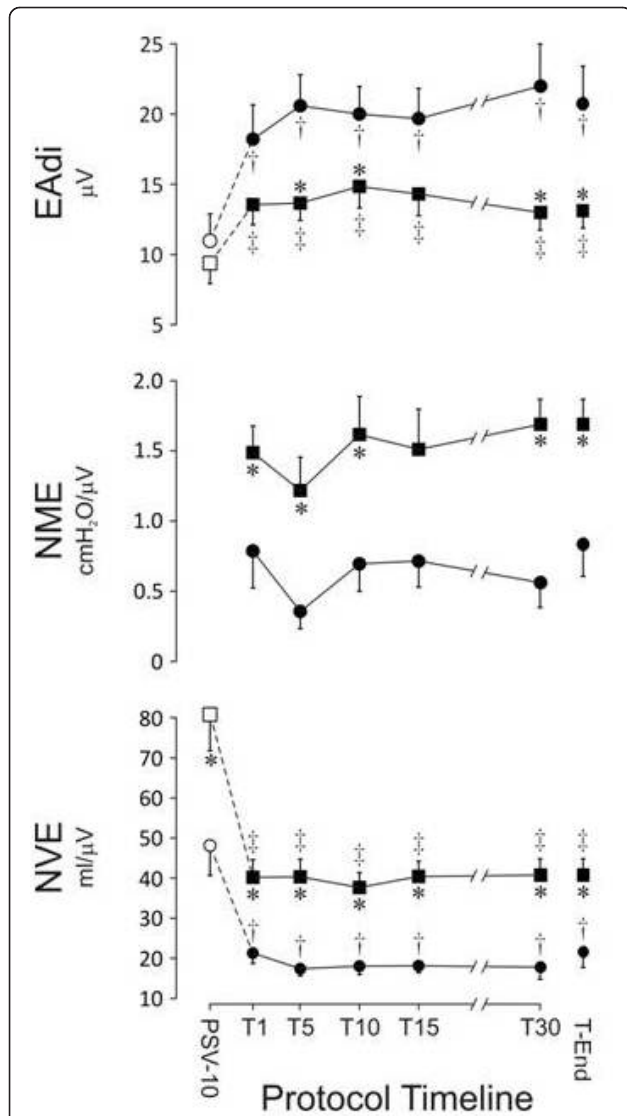 25
20
15
10
5
EAdi
µV
† † † † † †
* * * *
‡ ‡ ‡ ‡ ‡ ‡
2.0
1.5
1.0
0.5
0
NME
cmH₂O/µV
* * * * *
80
70
60
50
40
30
20
10
NVE
ml/µV
*
‡ ‡ ‡ ‡ ‡ ‡
* * * * * *
† † † † † †
PSV-10 T1 T5 T10 T15 T30 T-End
Protocol Timeline